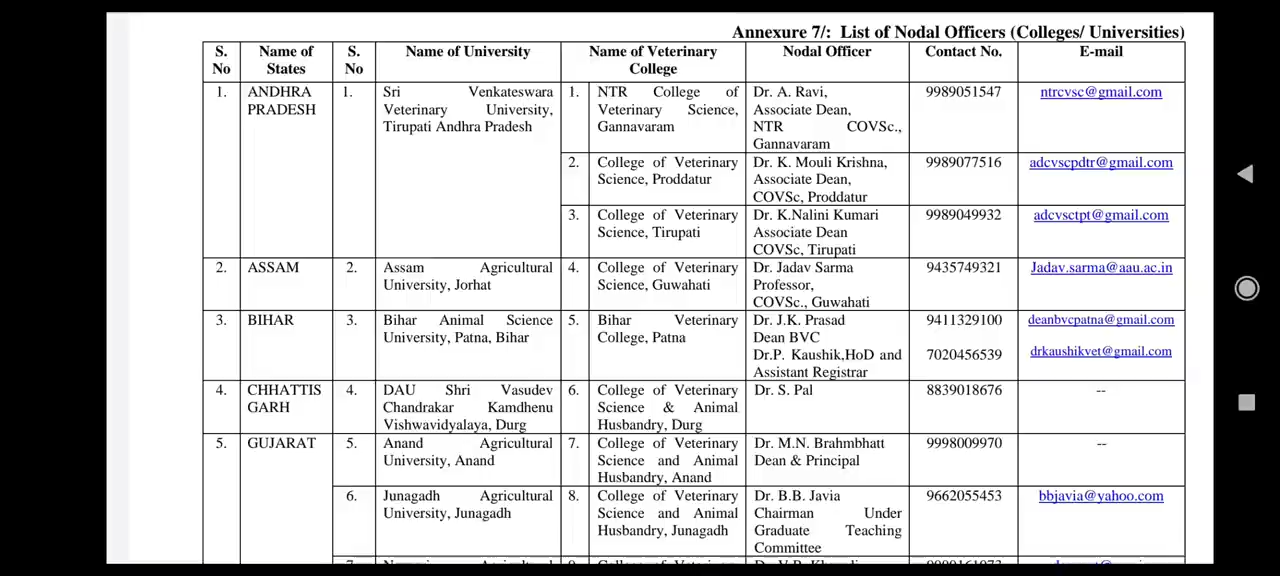 Annexure 7/: List of Nodal Officers (Colleges/ Universities)
S. No Name of States S. No Name of University Name of Veterinary College Nodal Officer Contact No. E-mail
1. ANDHRA PRADESH 1. Sri Venkateswara Veterinary University, Tirupati Andhra Pradesh 1. NTR College of Veterinary Science, Gannavaram Dr. A. Ravi, Associate Dean, NTR COVSc., Gannavaram 9989051547 ntrcvsc@gmail.com
2. College of Veterinary Science, Proddatur Dr. K. Mouli Krishna, Associate Dean, COVSc, Proddatur 9989077516 adcvscpdtr@gmail.com
3. College of Veterinary Science, Tirupati Dr. K.Nalini Kumari Associate Dean COVSc, Tirupati 9989049932 adcvsctpt@gmail.com
2. ASSAM 2. Assam Agricultural University, Jorhat 4. College of Veterinary Science, Guwahati Dr. Jadav Sarma Professor, COVSc., Guwahati 9435749321 Jadav.sarma@aau.ac.in
3. BIHAR 3. Bihar Animal Science University, Patna, Bihar 5. Bihar Veterinary College, Patna Dr. J.K. Prasad Dean BVC 9411329100 deanbvcpatna@gmail.com
Dr.P. Kaushik,HoD and Assistant Registrar 7020456539 drkaushikvet@gmail.com
4. CHHATTIS GARH 4. DAU Shri Vasudev Chandrakar Kamdhenu Vishwavidyalaya, Durg 6. College of Veterinary Science & Animal Husbandry, Durg Dr. S. Pal 8839018676 --
5. GUJARAT 5. Anand Agricultural University, Anand 7. College of Veterinary Science and Animal Husbandry, Anand Dr. M.N. Brahmbhatt Dean & Principal 9998009970 --
6. Junagadh Agricultural University, Junagadh 8. College of Veterinary Science and Animal Husbandry, Junagadh Dr. B.B. Javia Chairman Under Graduate Teaching Committee 9662055453 bbjavia@yahoo.com